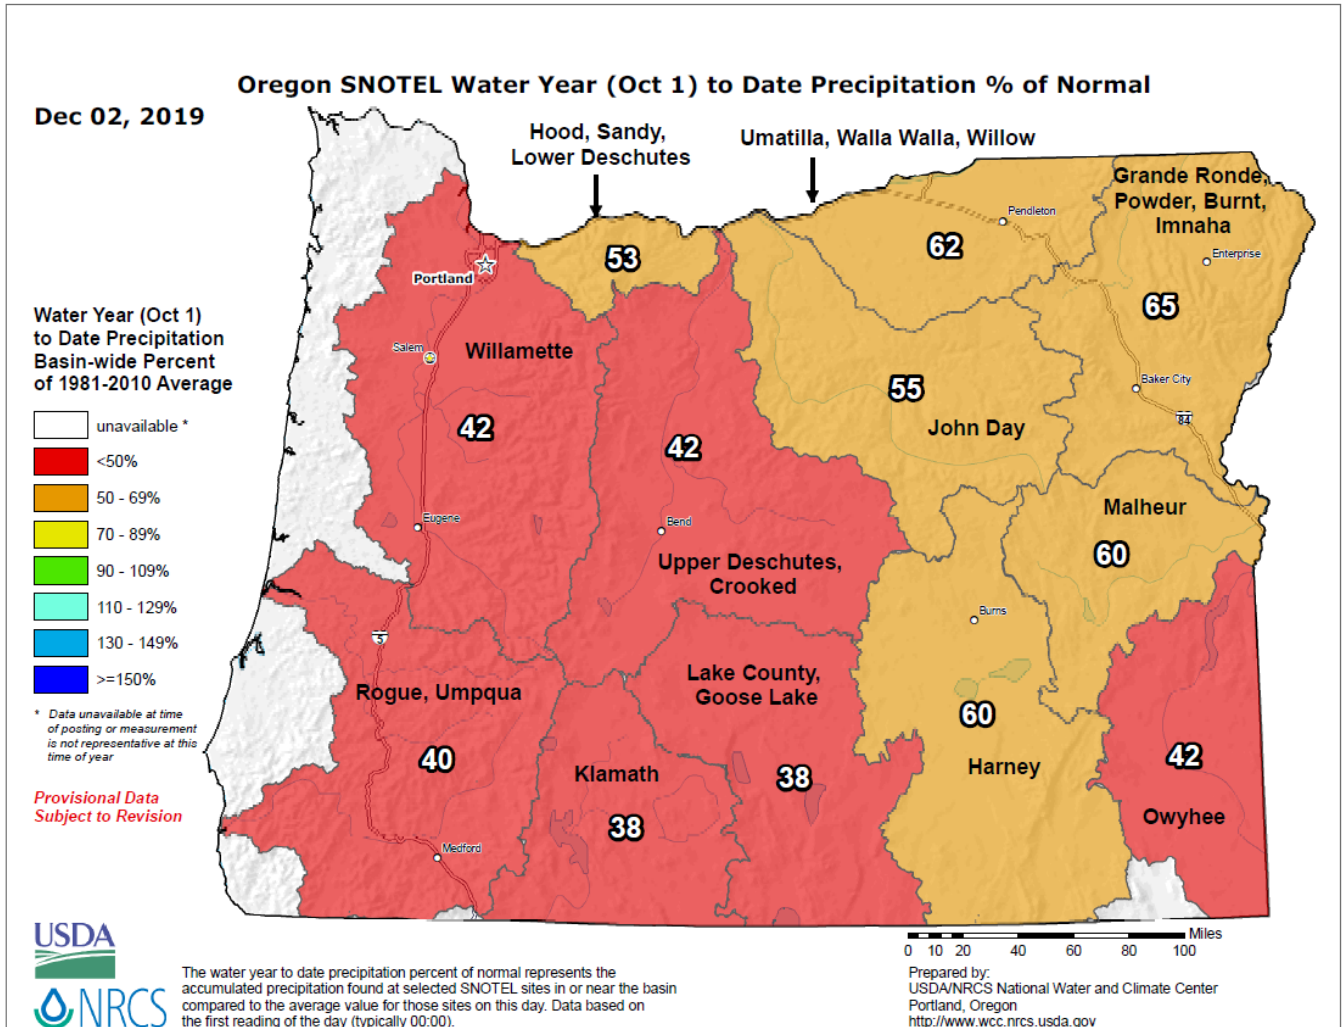 Oregon SNOTEL Water Year (Oct 1) to Date Precipitation % of Normal
Dec 02, 2019
Hood, Sandy,
Lower Deschutes
Umatilla, Walla Walla, Willow
Grande Ronde,
Powder, Burnt,
Imnaha
Pendleton
Enterprise
62
53
Portland
65
Water Year (Oct 1)
to Date Precipitation
Basin-wide Percent
of 1981-2010 Average
Salem
Willamette
Baker City
55
84
42
John Day
42
unavailable *
<50%
50 - 69%
70 - 89%
90 - 109%
110 - 129%
130 - 149%
>=150%
* Data unavailable at time
of posting or measurement
is not representative at this
time of year
Provisional Data
Subject to Revision
Eugene
Bend
Malheur
60
Upper Deschutes,
Crooked
Burns
5
Lake County,
Goose Lake
Rogue, Umpqua
60
40
Klamath
38
Harney
42
38
Owyhee
Medford
Miles
0 10 20 40 60 80 100
USDA
NRCS
The water year to date precipitation percent of normal represents the
accumulated precipitation found at selected SNOTEL sites in or near the basin
compared to the average value for those sites on this day. Data based on
the first reading of the day (typically 00:00).
Prepared by:
USDA/NRCS National Water and Climate Center
Portland, Oregon
http://www.wcc.nrcs.usda.gov